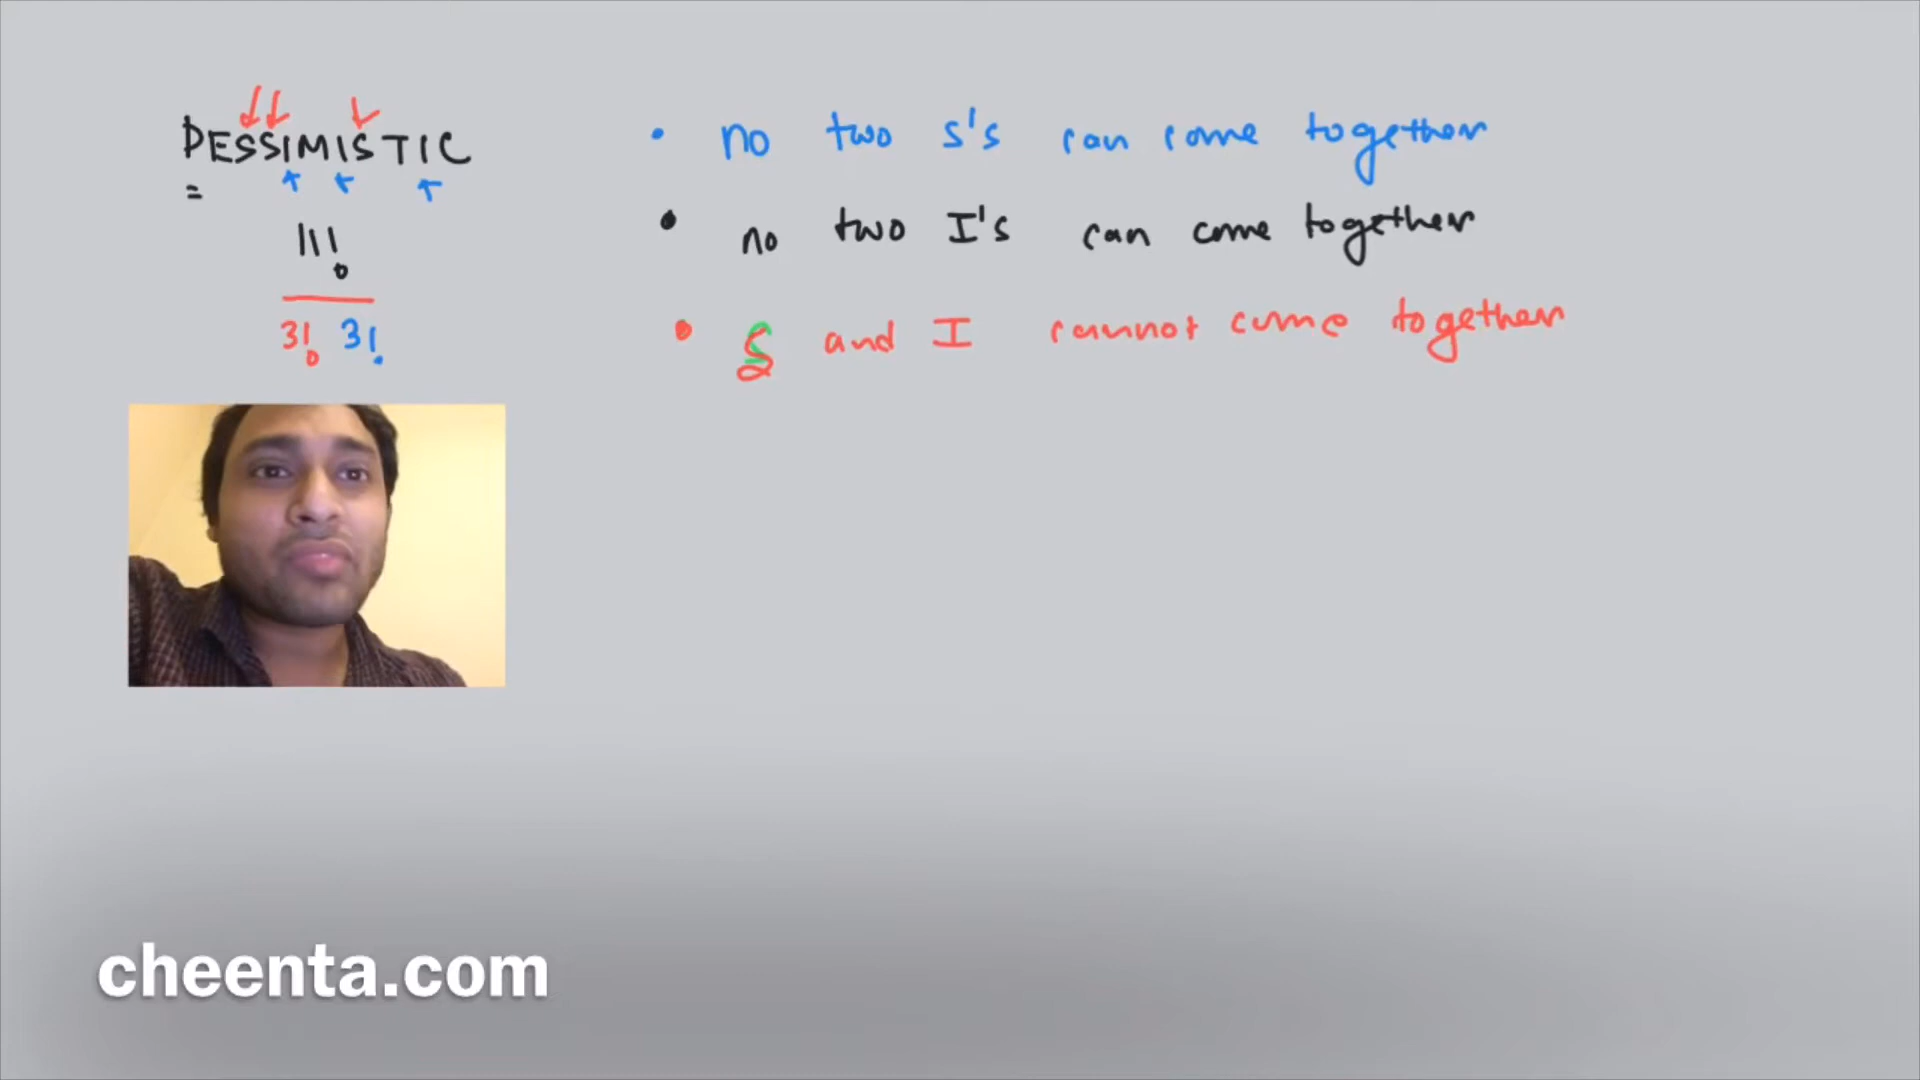 PESSIMISTIC
=
11!
3! 3!
• no two S's can come together
• no two I's can come together
• S and I cannot come together
cheenta.com